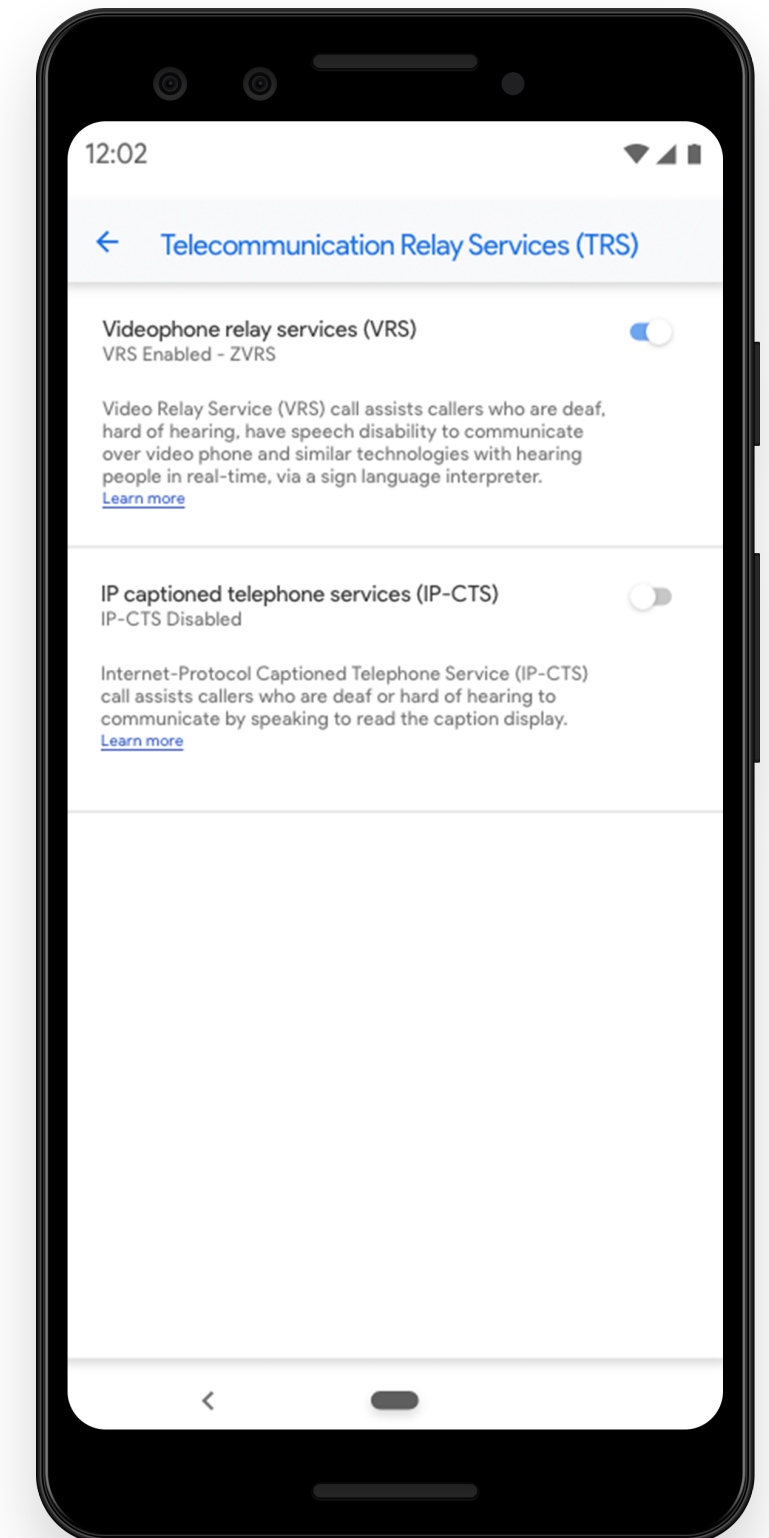 12:02
Telecommunication Relay Services (TRS)
Videophone relay services (VRS)
VRS Enabled - ZVRS
Video Relay Service (VRS) call assists callers who are deaf,
hard of hearing, have speech disability to communicate
over video phone and similar technologies with hearing
people in real-time, via a sign language interpreter.
Learn more
IP captioned telephone services (IP-CTS)
IP-CTS Disabled
Internet-Protocol Captioned Telephone Service (IP-CTS)
call assists callers who are deaf or hard of hearing to
communicate by speaking to read the caption display.
Learn more